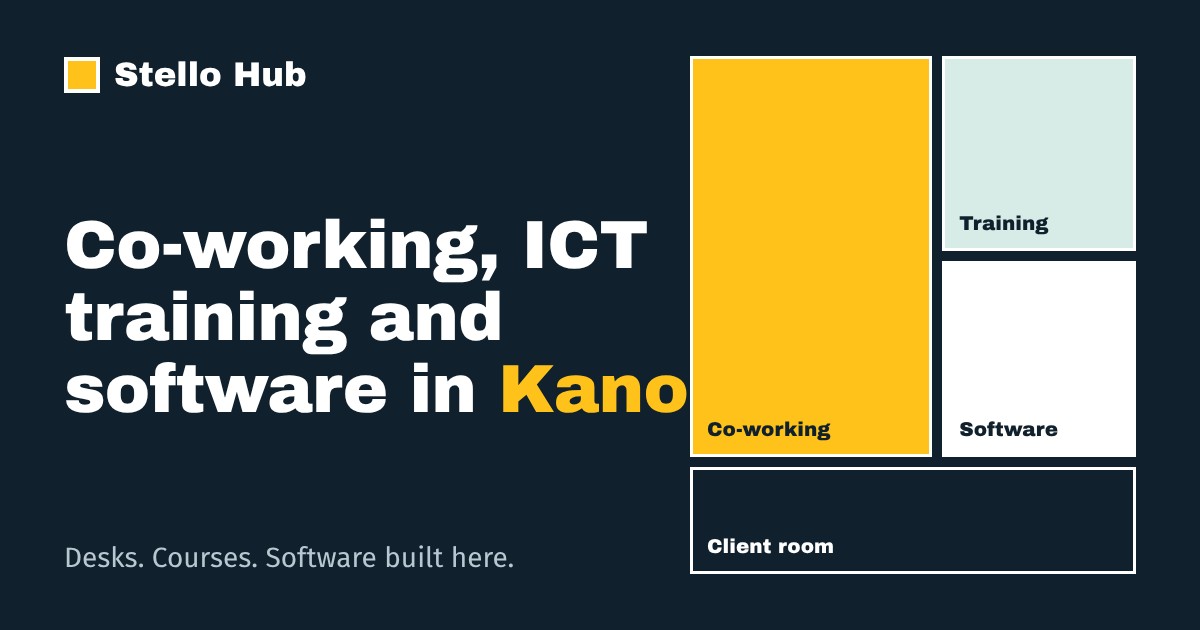 Stello Hub
Co-working, ICT
training and
software in Kano
Desks. Courses. Software built here.
Co-working
Training
Software
Client room